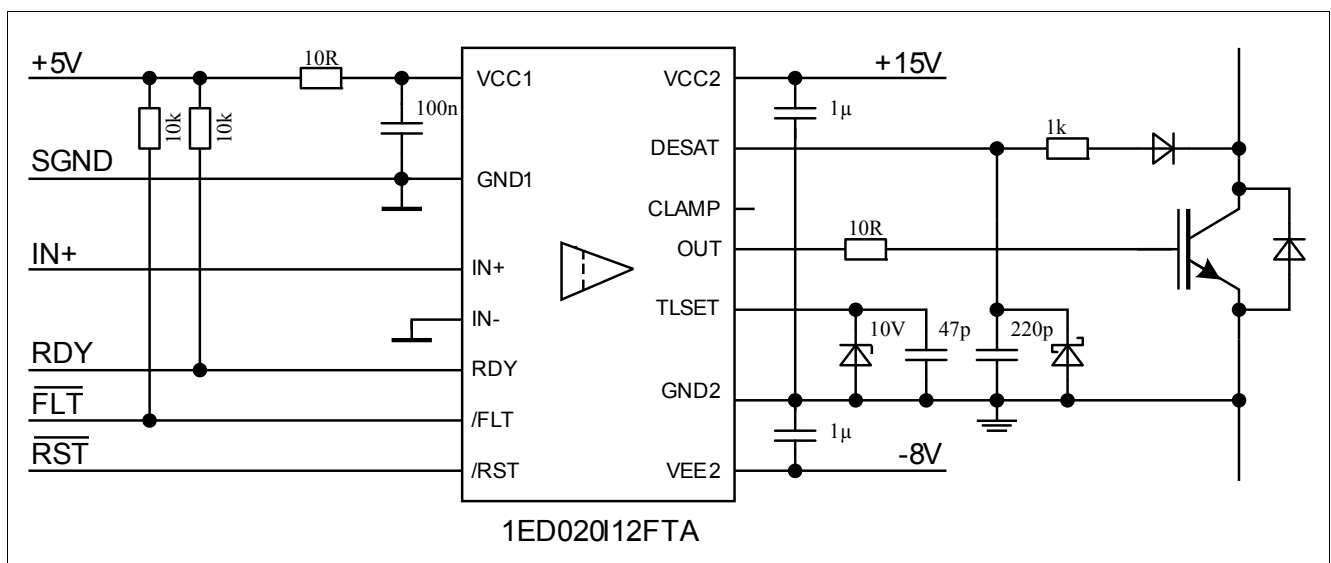 +5V
10R
VCC1
VCC2
+15V
10k
10k
100n
1µ
1k
SGND
GND1
DESAT
CLAMP
IN+
IN+
OUT
10R
IN-
TLSET
10V
47p
220p
RDY
RDY
GND2
FLT
/FLT
1µ
RST
/RST
VEE2
-8V
1ED020I12FTA